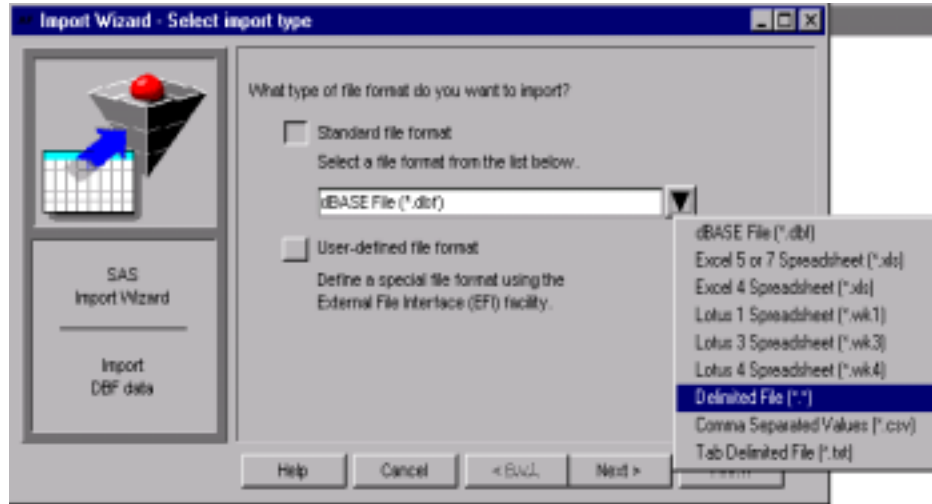 Import Wizard - Select import type
What type of file format do you want to import?
Standard file format
Select a file format from the list below.
dBASE File (*.dbf)
User-defined file format
Define a special file format using the
External File Interface (EFI) facility.
SAS
Import Wizard
Import
DBF data
dBASE File (*.dbf)
Excel 5 or 7 Spreadsheet (*.xls)
Excel 4 Spreadsheet (*.xls)
Lotus 1 Spreadsheet (*.wk1)
Lotus 3 Spreadsheet (*.wk3)
Lotus 4 Spreadsheet (*.wk4)
Delimited File (*.*)
Comma Separated Values (*.csv)
Tab Delimited File (*.txt)
Help
Cancel
< Back
Next >